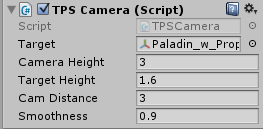 TPS Camera (Script)
Script TPSCamera
Target Paladin_w_Prop
Camera Height 3
Target Height 1.6
Cam Distance 3
Smoothness 0.9